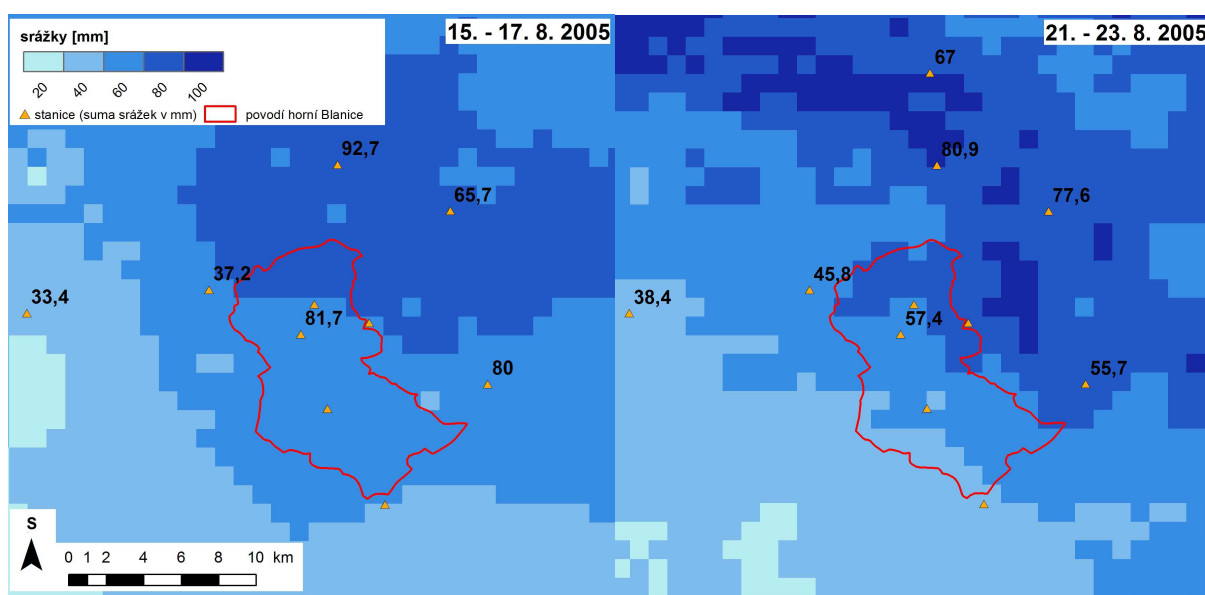 srážky [mm]
20 40 60 80 100
stanice (suma srážek v mm) povodí horní Blanice
15. - 17. 8. 2005
92,7
65,7
37,2
33,4
81,7
80
S
0 1 2 4 6 8 10 km
21. - 23. 8. 2005
67
80,9
77,6
45,8
38,4
57,4
55,7